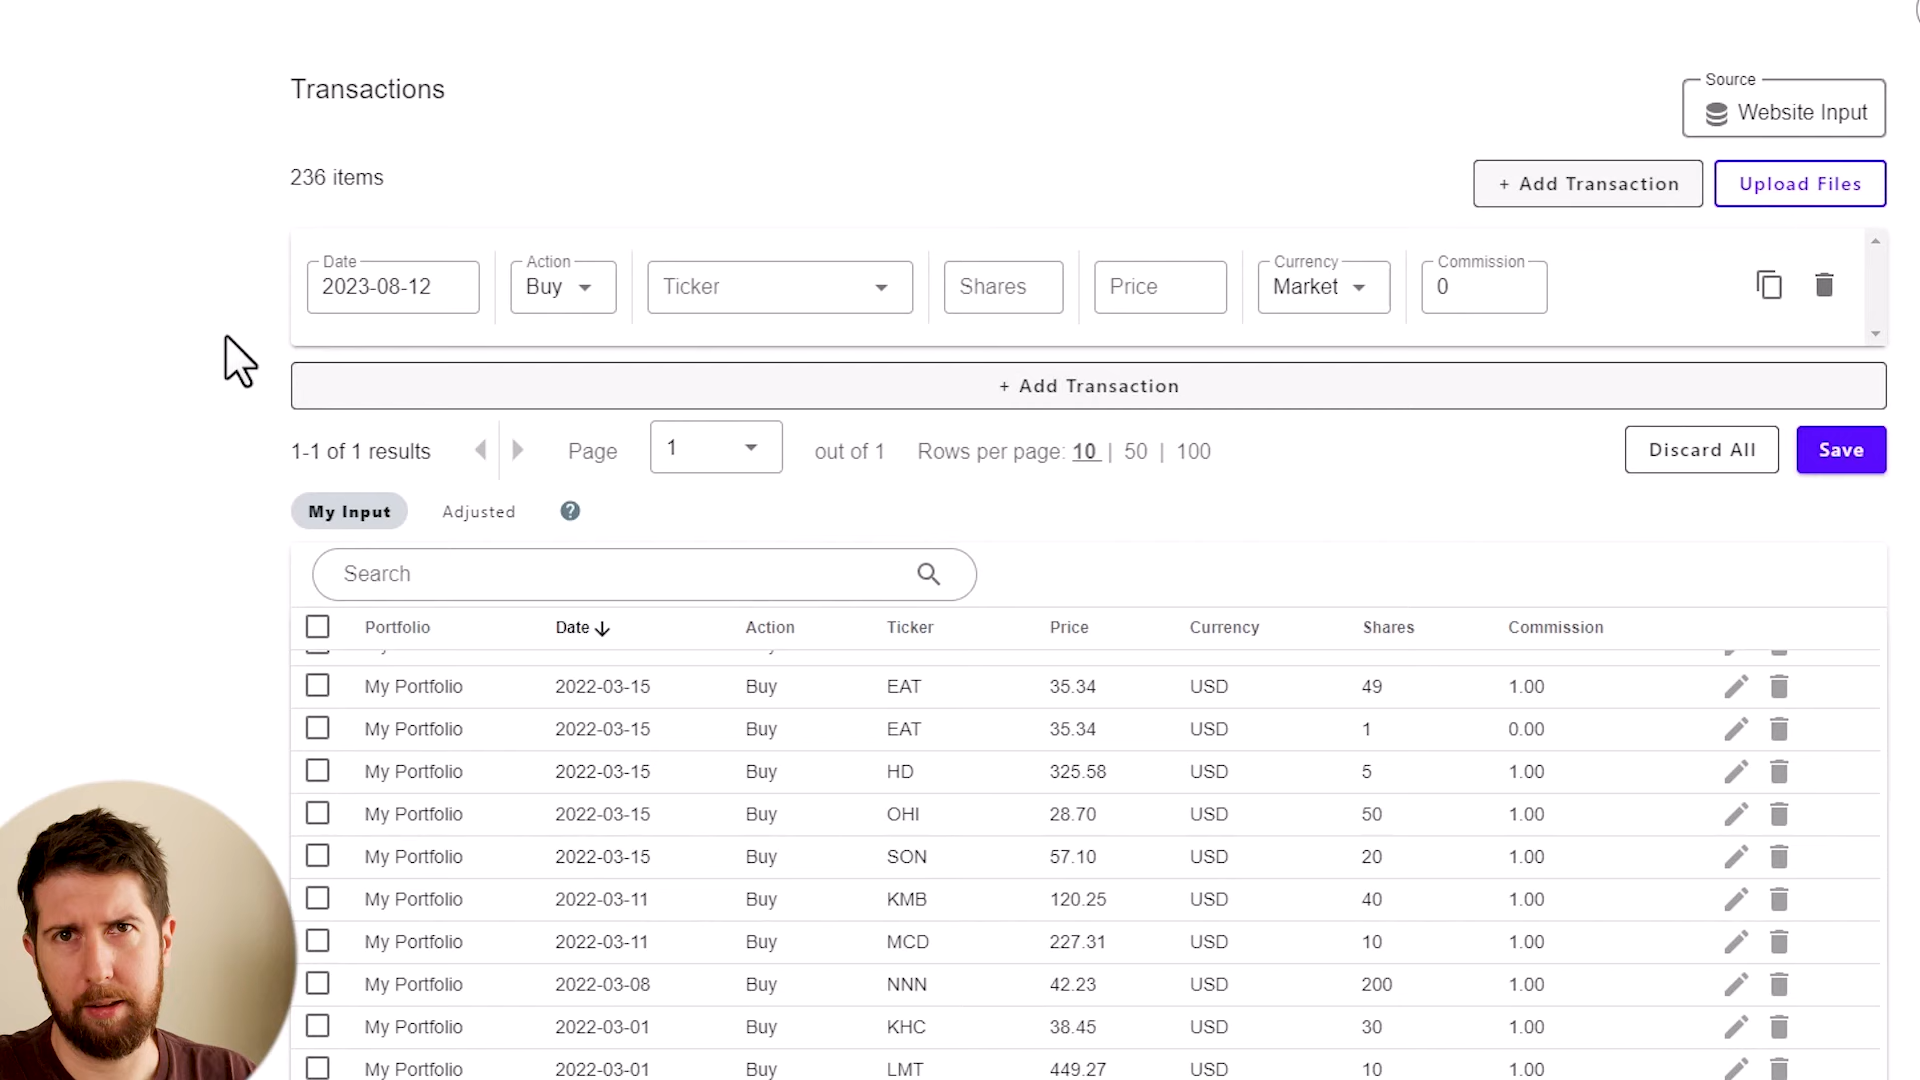 Transactions
Source
Website Input
236 items
+ Add Transaction
Upload Files
Date
2023-08-12
Action
Buy
Ticker
Shares
Price
Currency
Market
Commission
0
+ Add Transaction
1-1 of 1 results
Page
1
out of 1
Rows per page: 10 | 50 | 100
Discard All
Save
My Input
Adjusted
?
Search
Portfolio Date Action Ticker Price Currency Shares Commission
My Portfolio 2022-03-15 Buy EAT 35.34 USD 49 1.00
My Portfolio 2022-03-15 Buy EAT 35.34 USD 1 0.00
My Portfolio 2022-03-15 Buy HD 325.58 USD 5 1.00
My Portfolio 2022-03-15 Buy OHI 28.70 USD 50 1.00
My Portfolio 2022-03-15 Buy SON 57.10 USD 20 1.00
My Portfolio 2022-03-11 Buy KMB 120.25 USD 40 1.00
My Portfolio 2022-03-11 Buy MCD 227.31 USD 10 1.00
My Portfolio 2022-03-08 Buy NNN 42.23 USD 200 1.00
My Portfolio 2022-03-01 Buy KHC 38.45 USD 30 1.00
My Portfolio 2022-03-01 Buy LMT 449.27 USD 10 1.00